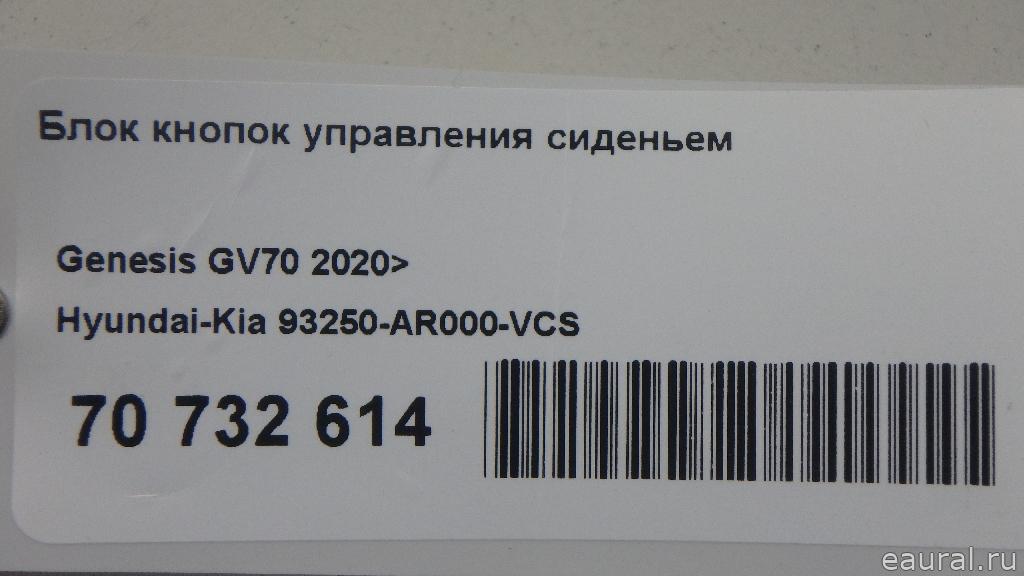 Блок кнопок управления сиденьем
Genesis GV70 2020>
Hyundai-Kia 93250-AR000-VCS
70 732 614
eaural.ru